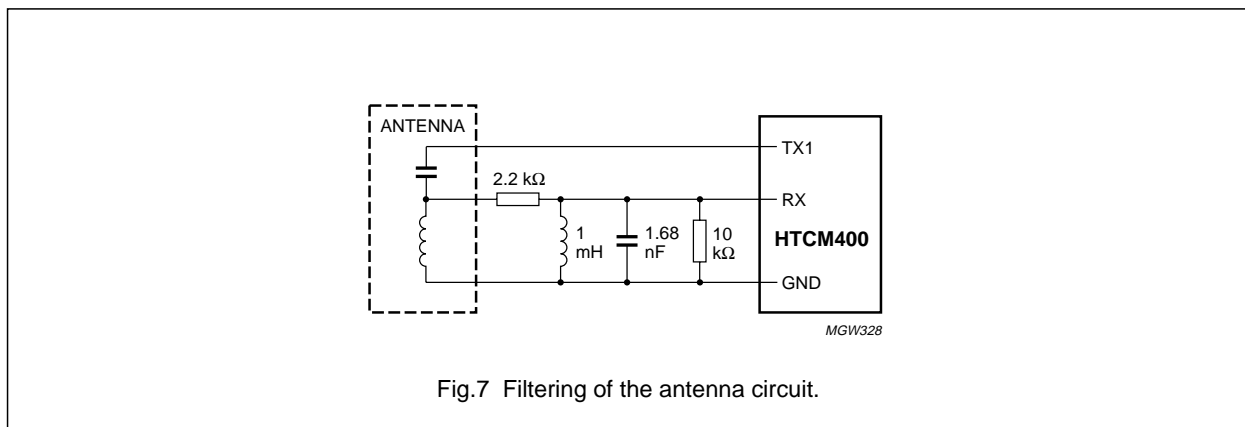 ANTENNA
TX1
2.2 kΩ
RX
1
mH
1.68
nF
10
kΩ
HTCM400
GND
MGW328
Fig.7 Filtering of the antenna circuit.